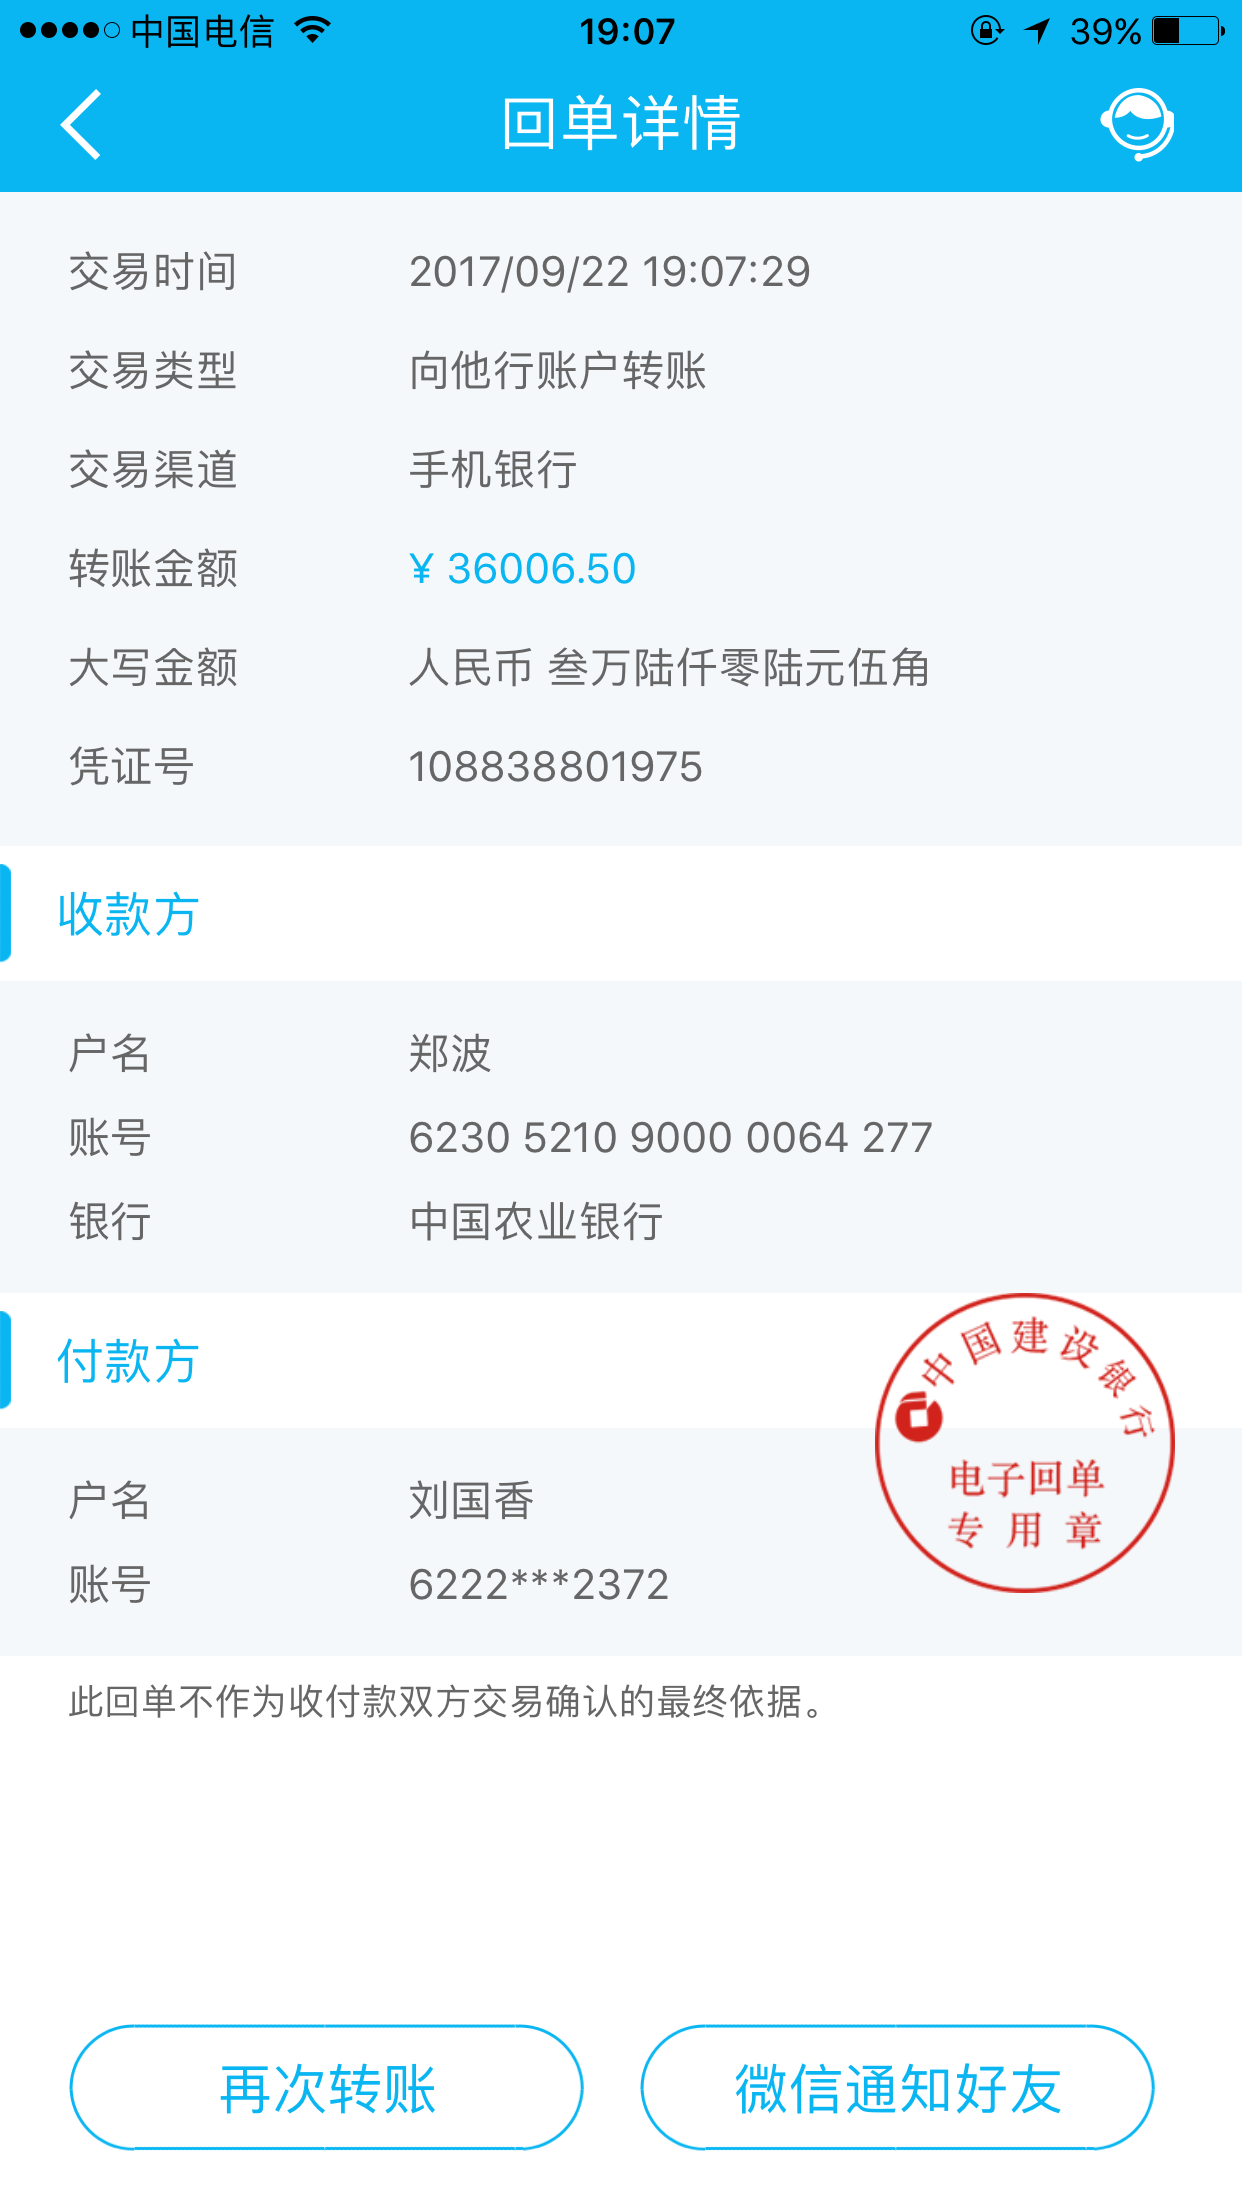 中国电信 19:07 39%
回单详情
交易时间 2017/09/22 19:07:29
交易类型 向他行账户转账
交易渠道 手机银行
转账金额 ¥ 36006.50
大写金额 人民币 叁万陆仟零陆元伍角
凭证号 108838801975
收款方
户名 郑波
账号 6230 5210 9000 0064 277
银行 中国农业银行
付款方
中国建设银行
电子回单
专用章
户名 刘国香
账号 6222***2372
此回单不作为收付款双方交易确认的最终依据。
再次转账 微信通知好友